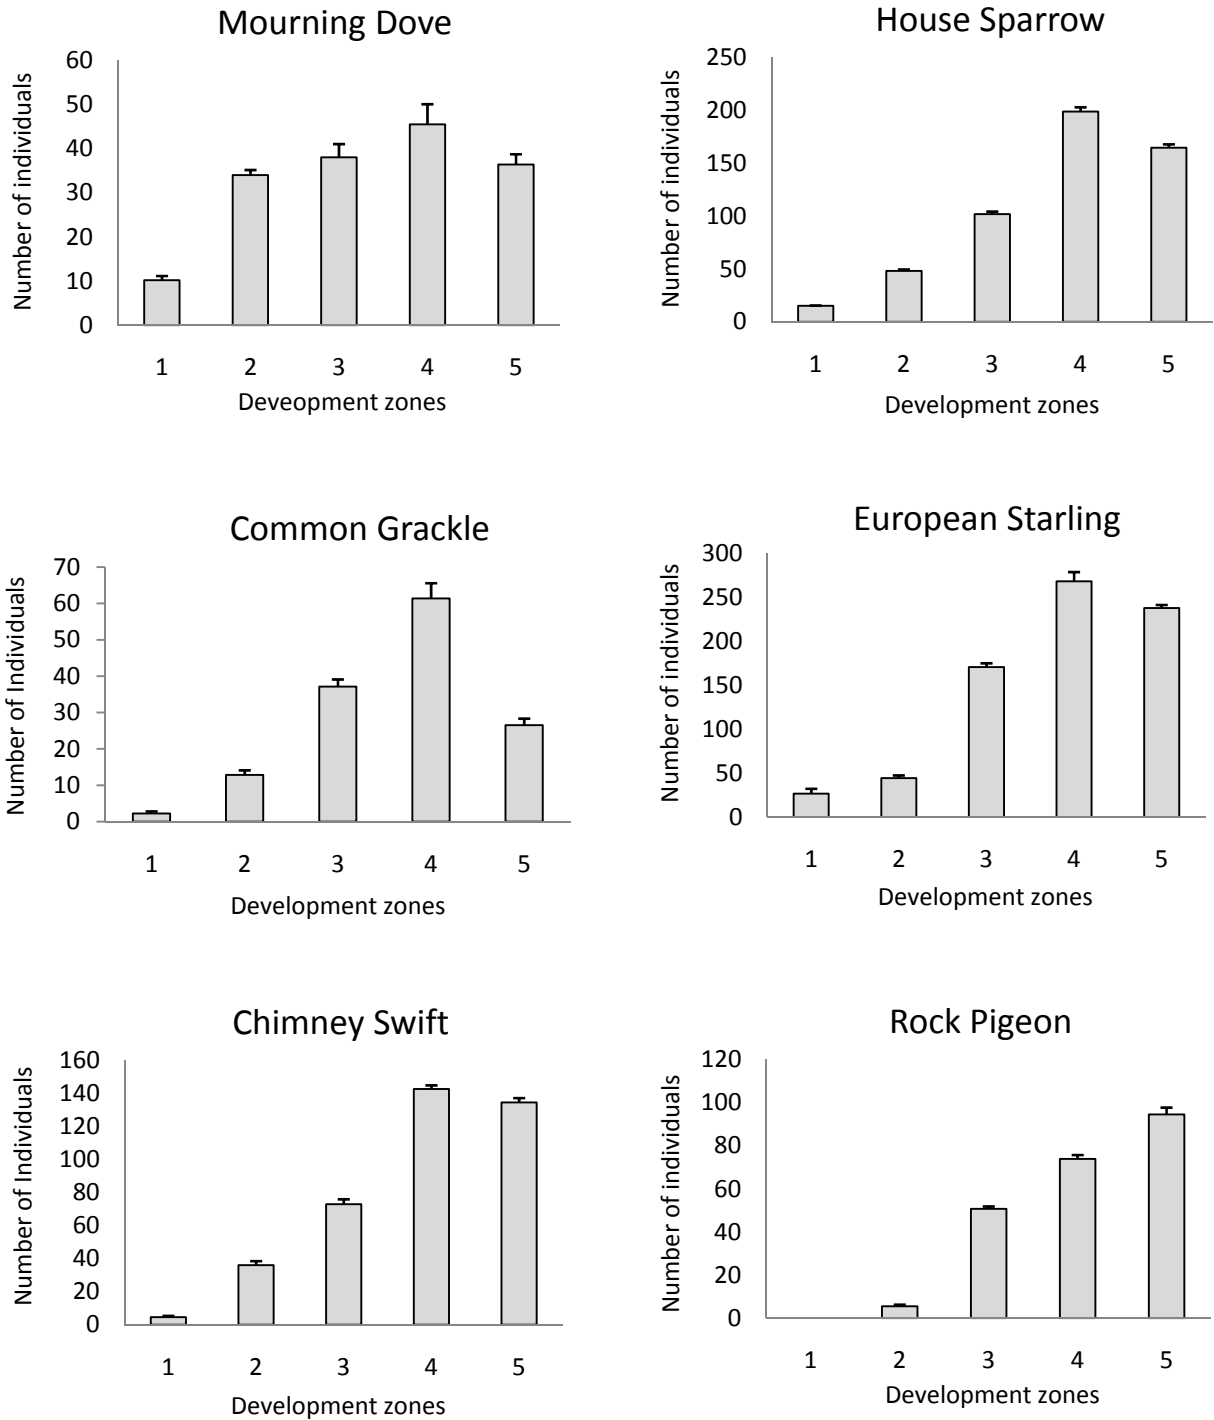 Mourning Dove
Number of individuals
60
50
40
30
20
10
0
1 2 3 4 5
Deveopment zones
House Sparrow
Number of individuals
250
200
150
100
50
0
1 2 3 4 5
Development zones
Common Grackle
Number of Individuals
70
60
50
40
30
20
10
0
1 2 3 4 5
Development zones
European Starling
Number of individuals
300
250
200
150
100
50
0
1 2 3 4 5
Development zones
Chimney Swift
Number of Individuals
160
140
120
100
80
60
40
20
0
1 2 3 4 5
Development zones
Rock Pigeon
Number of individuals
120
100
80
60
40
20
0
1 2 3 4 5
Development zones